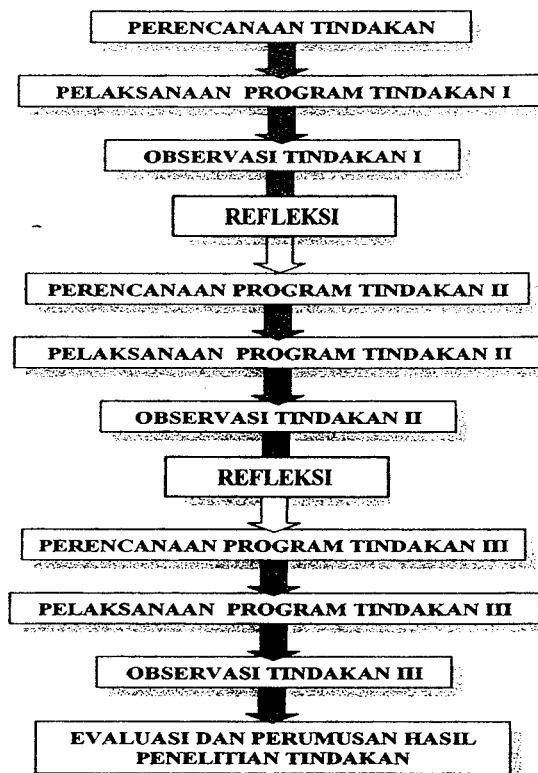 PERENCANAAN TINDAKAN
PELAKSANAAN PROGRAM TINDAKAN I
OBSERVASI TINDAKAN I
REFLEKSI
PERENCANAAN PROGRAM TINDAKAN II
PELAKSANAAN PROGRAM TINDAKAN II
OBSERVASI TINDAKAN II
REFLEKSI
PERENCANAAN PROGRAM TINDAKAN III
PELAKSANAAN PROGRAM TINDAKAN III
OBSERVASI TINDAKAN III
EVALUASI DAN PERUMUSAN HASIL
PENELITIAN TINDAKAN